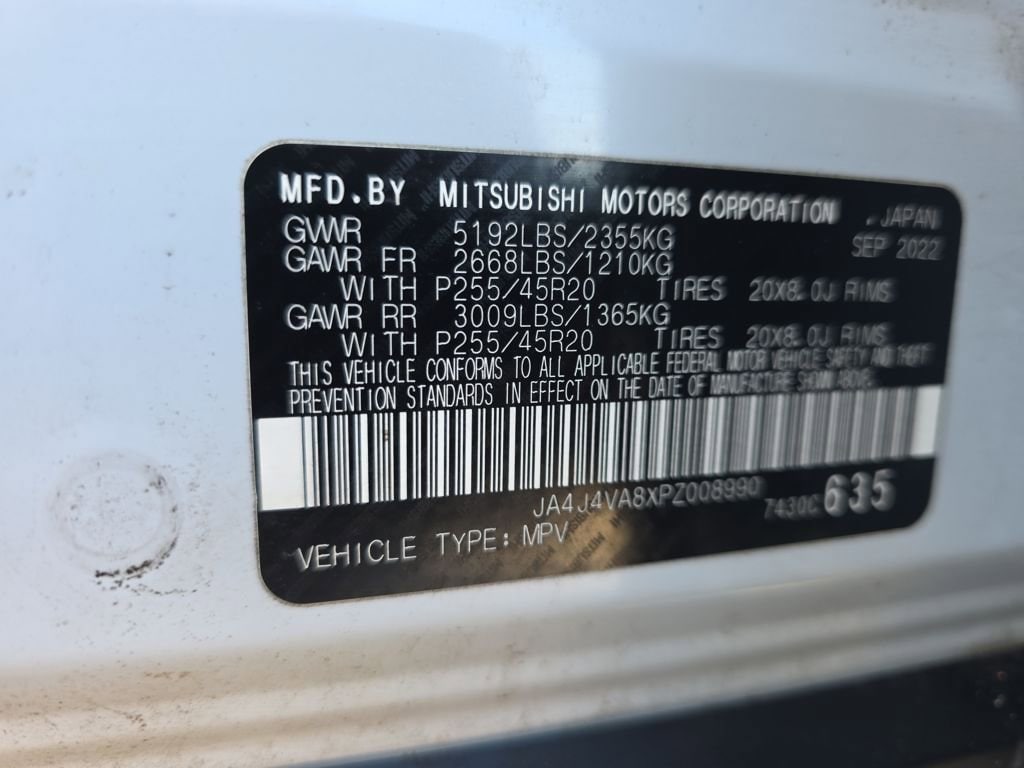 MFD.BY MITSUBISHI MOTORS CORPORATION JAPAN
GVWR 5192LBS/2355KG SEP 2022
GAWR FR 2668LBS/1210KG
WITH P255/45R20 TIRES 20X8.0J RIMS
GAWR RR 3009LBS/1365KG
WITH P255/45R20 TIRES 20X8.0J RIMS
THIS VEHICLE CONFORMS TO ALL APPLICABLE FEDERAL MOTOR VEHICLE SAFETY AND THEFT
PREVENTION STANDARDS IN EFFECT ON THE DATE OF MANUFACTURE SHOWN ABOVE.
JA4J4VA8XPZ008990 7430C 635
VEHICLE TYPE: MPV